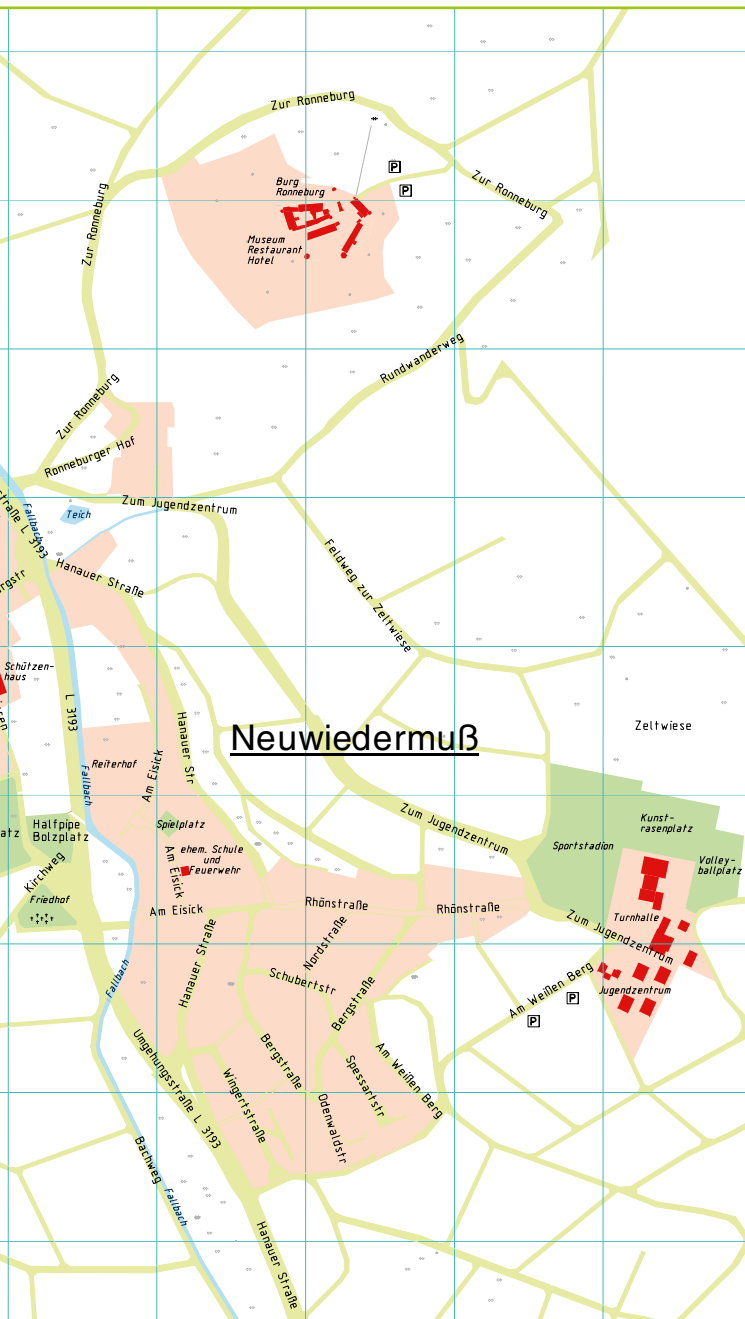 Zur Ronneburg
P
P
Zur Ronneburg
Burg
Ronneburg
Zur Ronneburg
Museum
Restaurant
Hotel
Rundwanderweg
Zur Ronneburg
Ronneburger Hof
Zum Jugendzentrum
Teich
Fallbach
straße L 3193
Feldweg zur Zeltwiese
Hanauer Straße
rgstr
Schützen-
haus
L 3193
Hanauer Str
Zeltwiese
Neuwiedermuß
Reiterhof
Am Eisick
Fallbach
Zum Jugendzentrum
Kunst-
rasenplatz
Halfpipe
Bolzplatz
atz
Spielplatz
Sportstadion
ehem. Schule
und
Feuerwehr
Volley-
ballplatz
Kirchweg
Am Eisick
Friedhof
Am Eisick
Rhönstraße
Rhönstraße
Turnhalle
Zum Jugendzentrum
Nordstraße
Hanauer Straße
Schubertstr
Fallbach
Am Weißen Berg
Jugendzentrum
P
P
Bergstraße
Umgehungsstraße L 3193
Bergstraße
Am Weißen Berg
Spessartstr
Wingertstraße
Odenwaldstr
Bachweg
Fallbach
Hanauer Straße